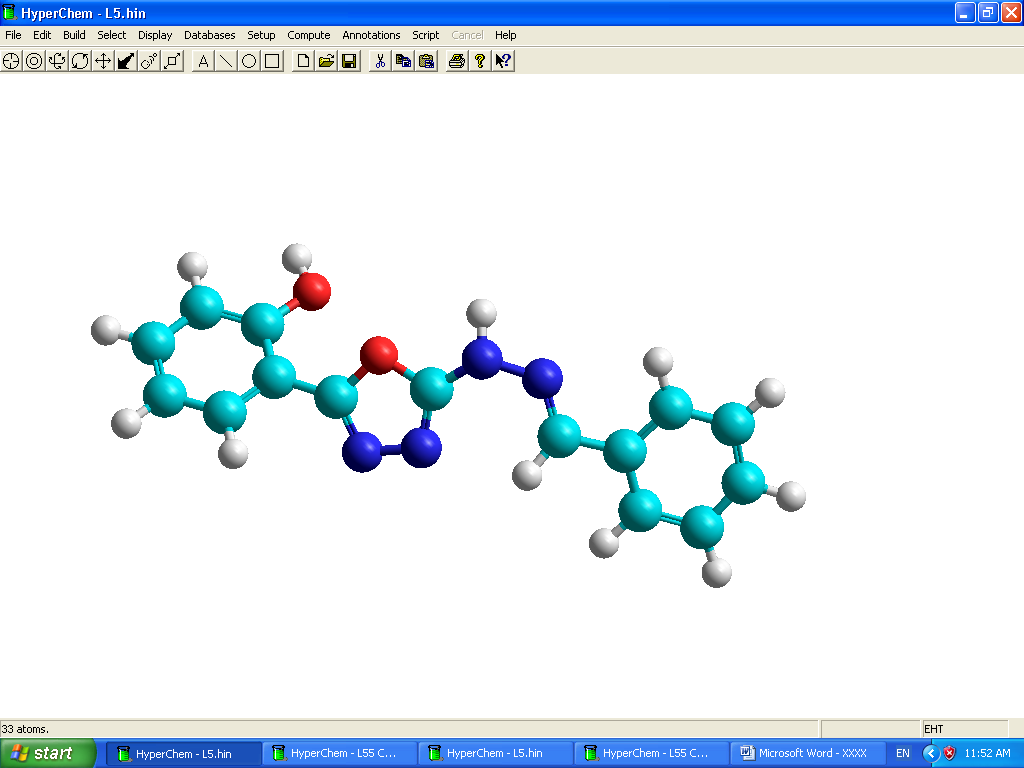 HyperChem - L5.hin
File Edit Build Select Display Databases Setup Compute Annotations Script Cancel Help
A ? ?
33 atoms. EHT
start HyperChem - L5.hin HyperChem - L55 C... HyperChem - L5.hin HyperChem - L55 C... Microsoft Word - XXXX EN 11:52 AM